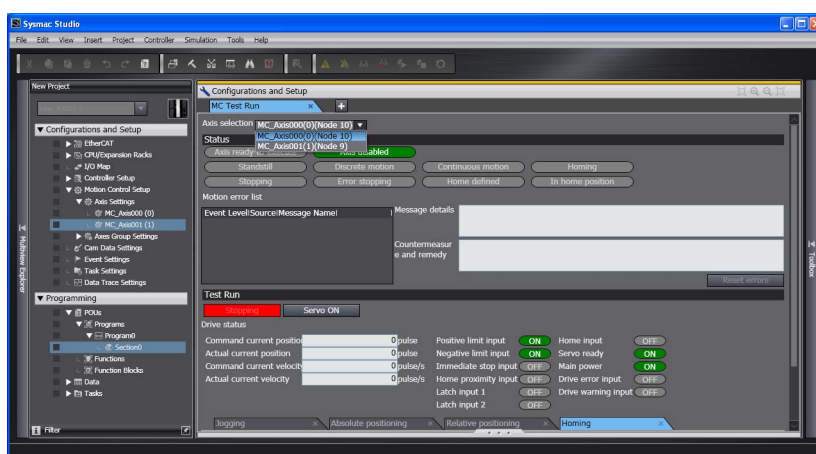 Sysmac Studio
File Edit View Insert Project Controller Simulation Tools Help
New Project
Configurations and Setup
EtherCAT
CPU/Expansion Racks
I/O Map
Controller Setup
Motion Control Setup
Axis Settings
MC_Axis000 (0)
MC_Axis001 (1)
Axes Group Settings
Cam Data Settings
Event Settings
Task Settings
Data Trace Settings
Programming
POUs
Programs
Program0
Section0
Functions
Function Blocks
Data
Tasks
Filter
Multiview Explorer
Configurations and Setup
MC Test Run
Axis selection MC_Axis000(0)(Node 10)
MC_Axis000(0)(Node 10)
MC_Axis001(1)(Node 9)
Status
Axis disabled
Standstill Discrete motion Continuous motion Homing
Stopping Error stopping Home defined In home position
Motion error list
Event Level Source Message Name
Message details
Countermeasur
e and remedy
Reset errors
Test Run
Stopping Servo ON
Drive status
Command current position 0 pulse Positive limit input ON Home input OFF
Actual current position 0 pulse Negative limit input ON Servo ready ON
Command current velocity 0 pulse/s Immediate stop input OFF Main power ON
Actual current velocity 0 pulse/s Home proximity input OFF Drive error input OFF
Latch input 1 OFF Drive warning input OFF
Latch input 2 OFF
Jogging Absolute positioning Relative positioning Homing
Toolbox